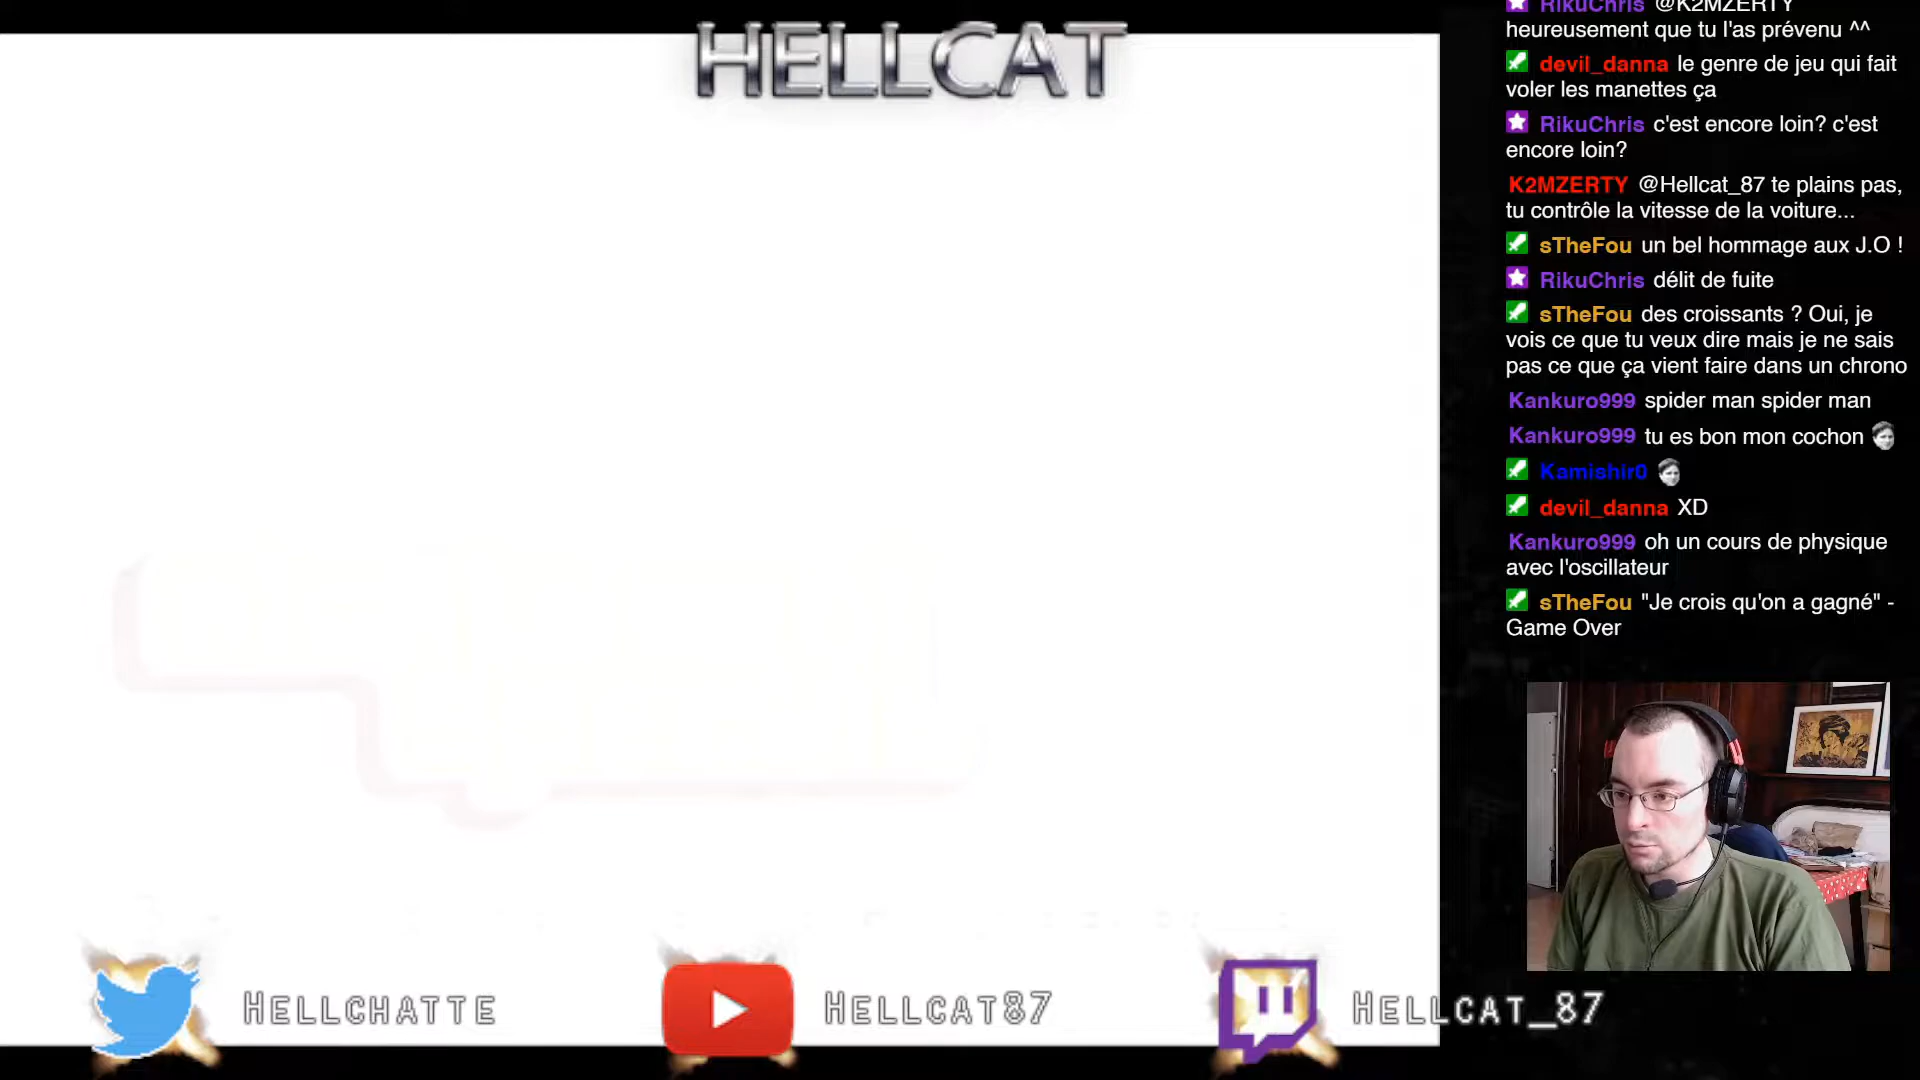 HELLCAT
RikuChris @K2MZERTY
heureusement que tu l'as prévenu ^^
devil_danna le genre de jeu qui fait
voler les manettes ça
RikuChris c'est encore loin? c'est
encore loin?
K2MZERTY @Hellcat_87 te plains pas,
tu contrôle la vitesse de la voiture...
sTheFou un bel hommage aux J.O !
RikuChris délit de fuite
sTheFou des croissants ? Oui, je
vois ce que tu veux dire mais je ne sais
pas ce que ça vient faire dans un chrono
Kankuro999 spider man spider man
Kankuro999 tu es bon mon cochon
Kamishir0
devil_danna XD
Kankuro999 oh un cours de physique
avec l'oscillateur
sTheFou "Je crois qu'on a gagné" -
Game Over
HELLCHATTE
HELLCAT87
HELLCAT_87